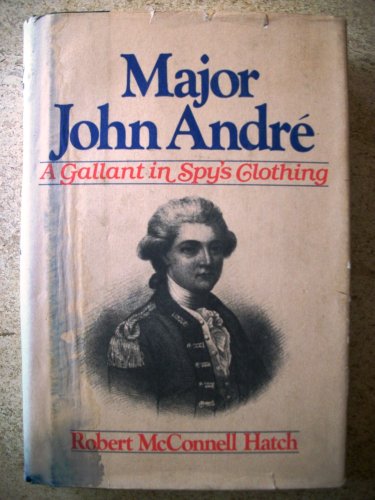 Major
John André
A Gallant in Spy's Clothing
Robert McConnell Hatch